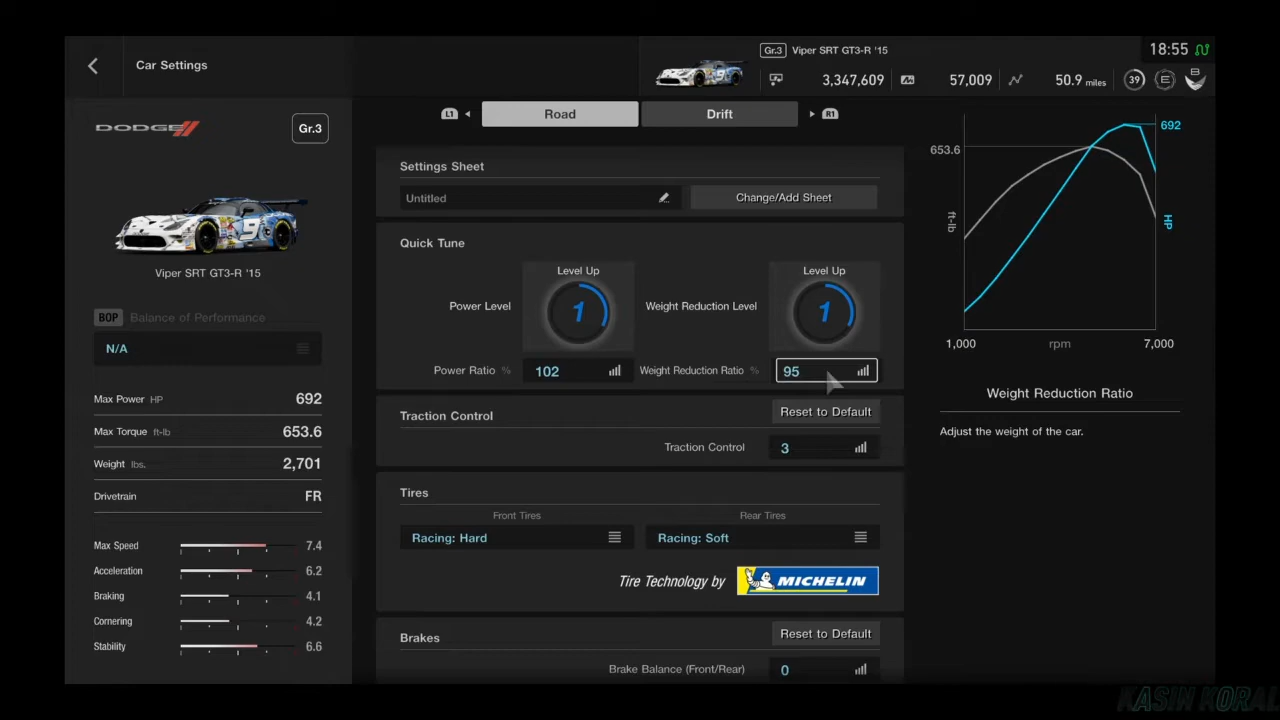 Car Settings
Gr.3 Viper SRT GT3-R '15
18:55
3,347,609
57,009
50.9 miles
39
E
B
L1
Road
Drift
R1
DODGE
Gr.3
9
Viper SRT GT3-R '15
BOP Balance of Performance
N/A
Max Power HP 692
Max Torque ft-lb 653.6
Weight lbs. 2,701
Drivetrain FR
Max Speed 7.4
Acceleration 6.2
Braking 4.1
Cornering 4.2
Stability 6.6
Settings Sheet
Untitled
Change/Add Sheet
Quick Tune
Level Up
Level Up
Power Level 1
Weight Reduction Level 1
Power Ratio % 102
Weight Reduction Ratio % 95
Traction Control
Reset to Default
Traction Control 3
Tires
Front Tires
Rear Tires
Racing: Hard
Racing: Soft
Tire Technology by MICHELIN
Brakes
Reset to Default
Brake Balance (Front/Rear) 0
692
653.6
ft-lb
HP
1,000 rpm 7,000
Weight Reduction Ratio
Adjust the weight of the car.
KASIN KORAL